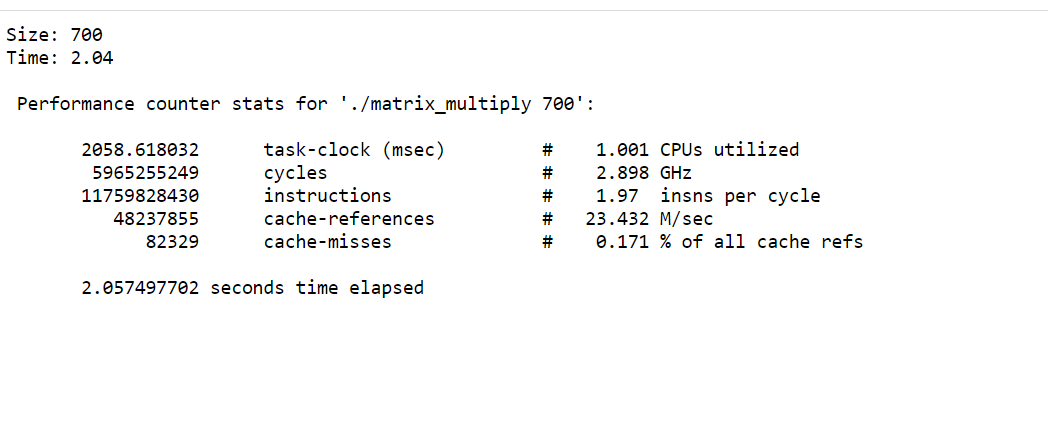 Size: 700
Time: 2.04
Performance counter stats for './matrix_multiply 700':
2058.618032 task-clock (msec) # 1.001 CPUs utilized
5965255249 cycles # 2.898 GHz
11759828430 instructions # 1.97 insns per cycle
48237855 cache-references # 23.432 M/sec
82329 cache-misses # 0.171 % of all cache refs
2.057497702 seconds time elapsed